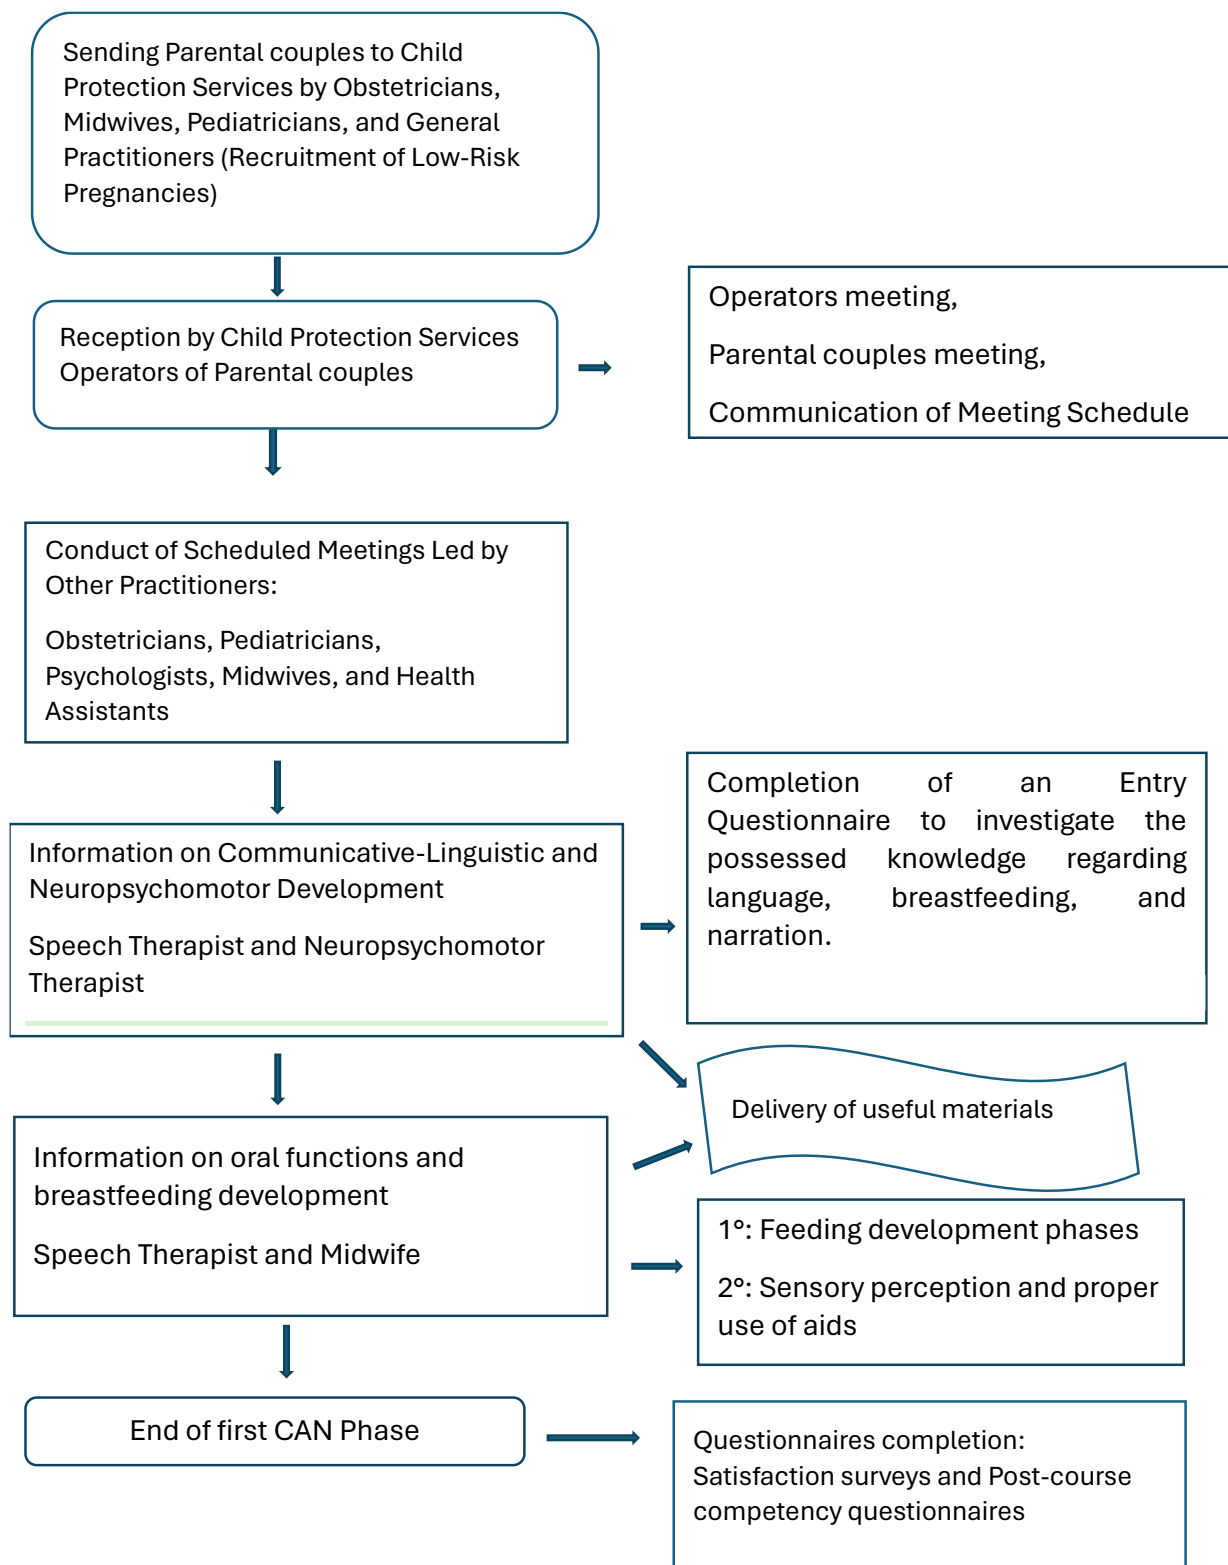 Sending Parental couples to Child
Protection Services by Obstetricians,
Midwives, Pediatricians, and General
Practitioners (Recruitment of Low-Risk
Pregnancies)
Reception by Child Protection Services
Operators of Parental couples
Operators meeting,
Parental couples meeting,
Communication of Meeting Schedule
Conduct of Scheduled Meetings Led by
Other Practitioners:
Obstetricians, Pediatricians,
Psychologists, Midwives, and Health
Assistants
Information on Communicative-Linguistic and
Neuropsychomotor Development
Speech Therapist and Neuropsychomotor
Therapist
Completion of an Entry
Questionnaire to investigate the
possessed knowledge regarding
language, breastfeeding, and
narration.
Delivery of useful materials
Information on oral functions and
breastfeeding development
Speech Therapist and Midwife
1°: Feeding development phases
2°: Sensory perception and proper
use of aids
End of first CAN Phase
Questionnaires completion:
Satisfaction surveys and Post-course
competency questionnaires